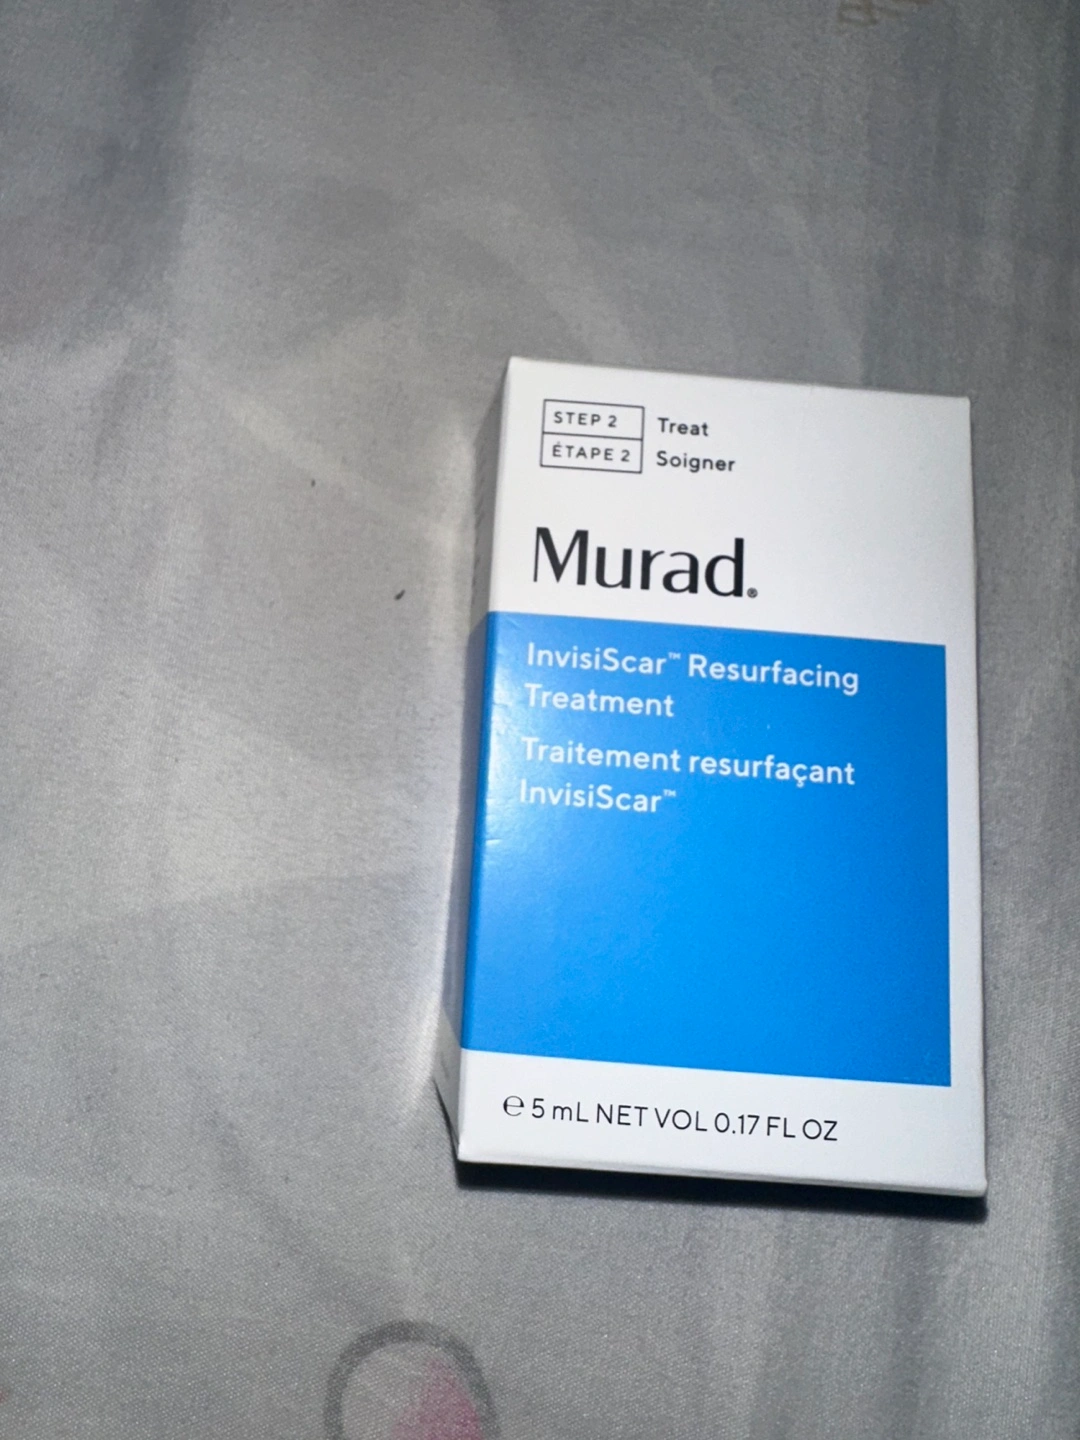 STEP 2 Treat
ÉTAPE 2 Soigner
Murad.®
InvisiScar™ Resurfacing
Treatment
Traitement resurfaçant
InvisiScar™
℮ 5 mL NET VOL 0.17 FL OZ